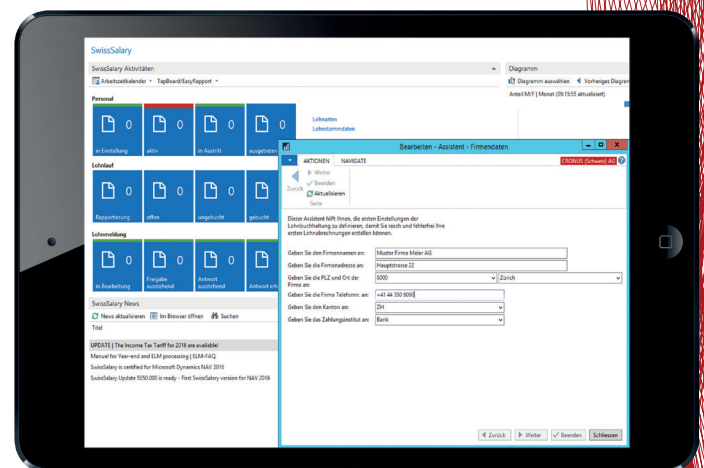 SwissSalary
SwissSalary Aktivitäten
Arbeitszeitkalender
TapBoard/EasyRapport
Personal
0
0
0
0
in Einstellung
aktiv
in Austritt
ausgetreten
Lohnarten
Lohnstammdaten
Lohnlauf
0
0
0
Rapportierung
offen
ungebucht
gebucht
Lohnmeldung
0
0
0
in Bearbeitung
Freigabe ausstehend
Antwort ausstehend
Antwort
SwissSalary News
News aktualisieren
Im Browser öffnen
Suchen
Titel
UPDATE | The Income Tax Tariff for 2016 are available!
Manual for Year-end and ELM processing | ELM-FAQ
SwissSalary is certified for Microsoft Dynamics NAV 2016
SwissSalary Update 5050.000 is ready - First SwissSalary version for NAV 2016
Diagramm
Diagramm auswählen
Vorheriges Diagram
Anteil M/F | Monat (09:15:55 aktualisiert)
Bearbeiten - Assistent - Firmendaten
AKTIONEN NAVIGATE
CRONUS (Schweiz) AG
Zurück
Weiter
Beenden
Aktualisieren
Seite
Dieser Assistent hilft Ihnen, die ersten Einstellungen der
Lohnbuchhaltung zu definieren, damit Sie rasch und fehlerfrei Ihre
ersten Lohnabrechnungen erstellen können.
Geben Sie den Firmennamen an: Muster Firma Meier AG
Geben Sie die Firmenadresse an: Hauptstrasse 22
Geben Sie die PLZ und Ort der Firma an: 8000 Zürich
Geben Sie die Firma Telefonnr. an: +41 44 350 9090
Geben Sie den Kanton an: ZH
Geben Sie das Zahlungsinstitut an: Bank
Zurück
Weiter
Beenden
Schliessen